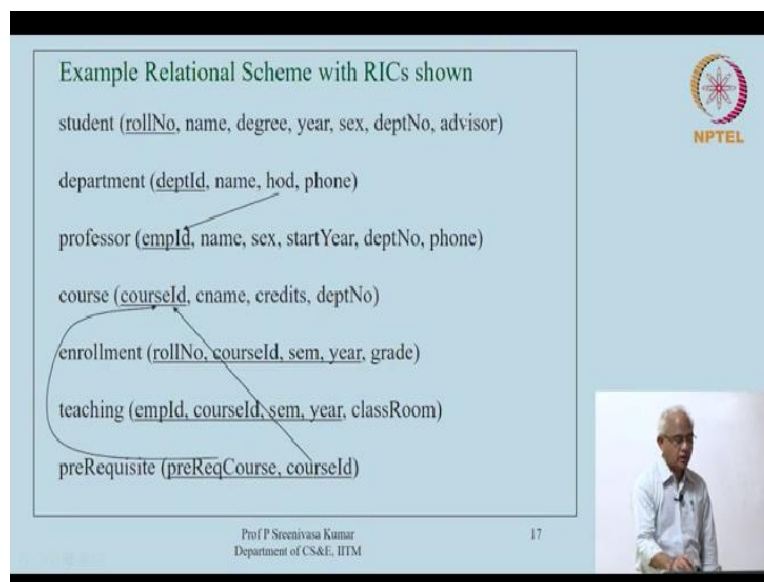 Example Relational Scheme with RICs shown
student (rollNo, name, degree, year, sex, deptNo, advisor)
department (deptId, name, hod, phone)
professor (empId, name, sex, startYear, deptNo, phone)
course (courseId, cname, credits, deptNo)
enrollment (rollNo, courseId, sem, year, grade)
teaching (empId, courseId, sem, year, classRoom)
preRequisite (preReqCourse, courseId)
Prof P Sreenivasa Kumar
Department of CS&E, IITM
17
NPTEL